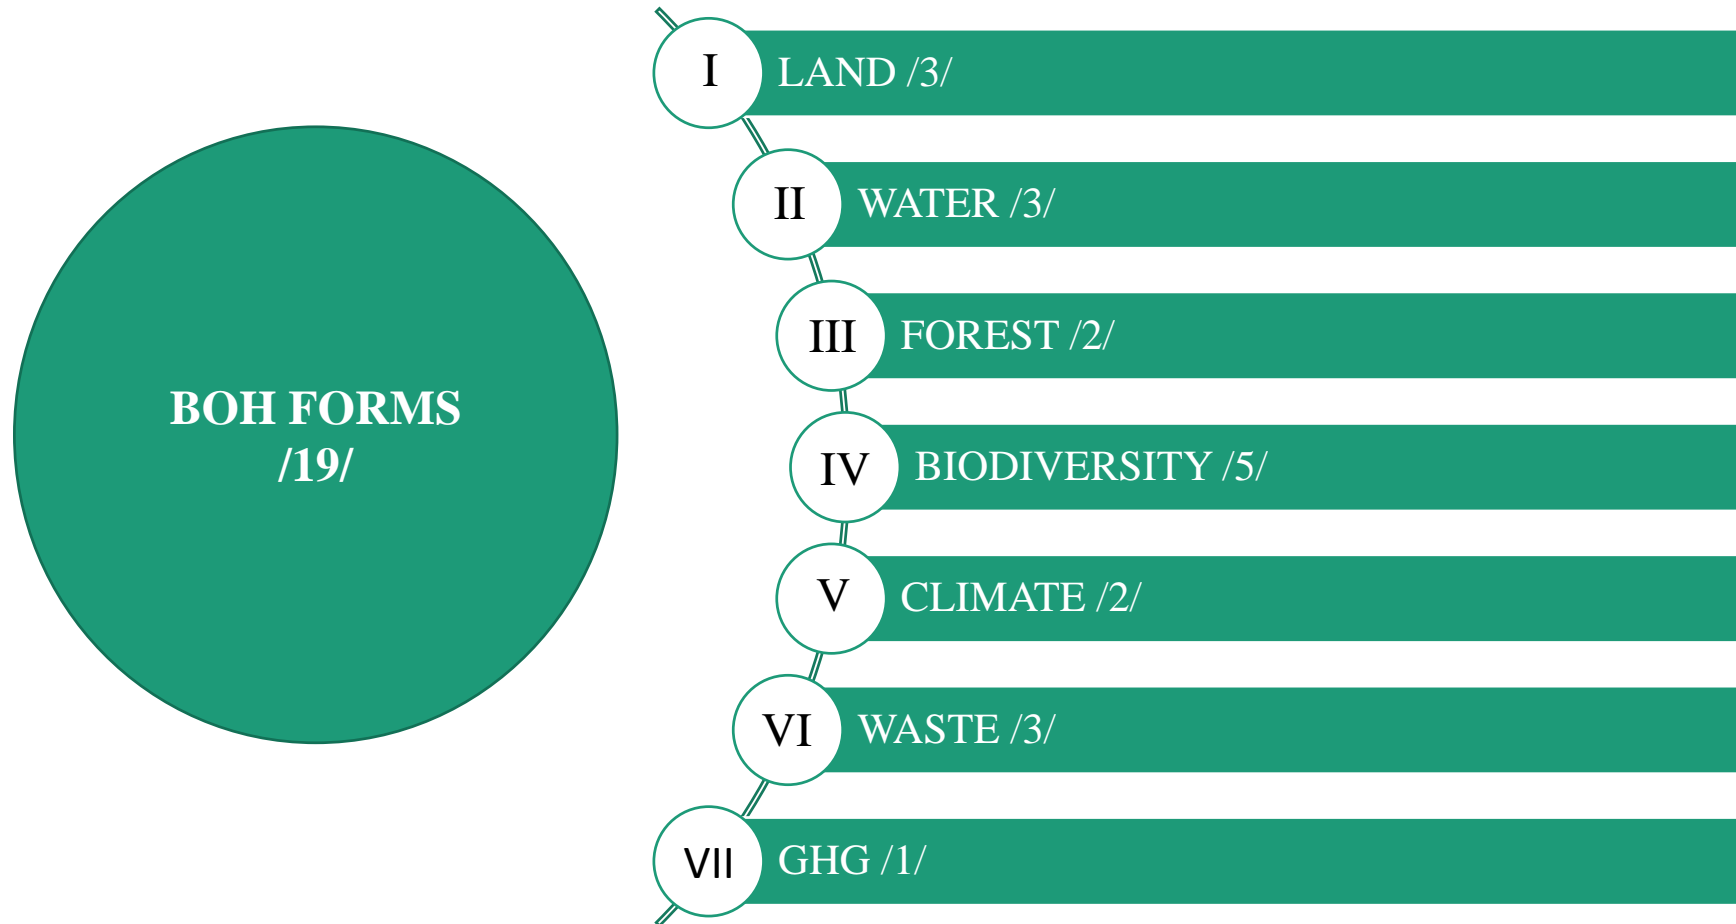 BOH FORMS
/19/
I
LAND /3/
II
WATER /3/
III
FOREST /2/
IV
BIODIVERSITY /5/
V
CLIMATE /2/
VI
WASTE /3/
VII
GHG /1/